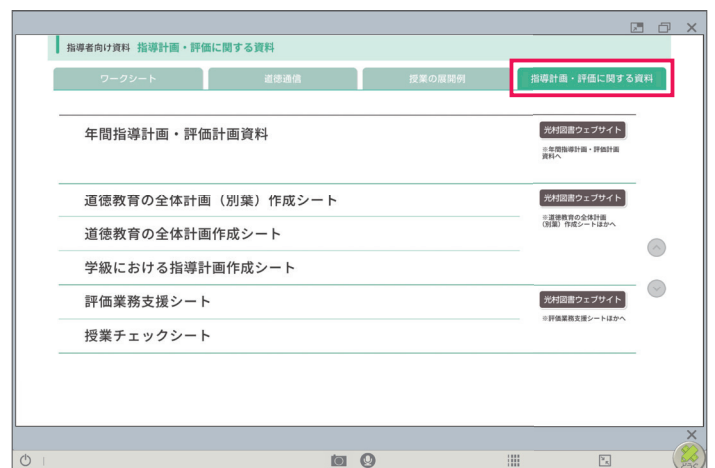 指導者向け資料 指導計画・評価に関する資料
ワークシート
道徳通信
授業の展開例
指導計画・評価に関する資料
年間指導計画・評価計画資料
光村図書ウェブサイト
※年間指導計画・評価計画
資料へ
道徳教育の全体計画(別葉)作成シート
光村図書ウェブサイト
※道徳教育の全体計画
(別葉)作成シートほかへ
道徳教育の全体計画作成シート
学級における指導計画作成シート
評価業務支援シート
光村図書ウェブサイト
※評価業務支援シートほかへ
授業チェックシート